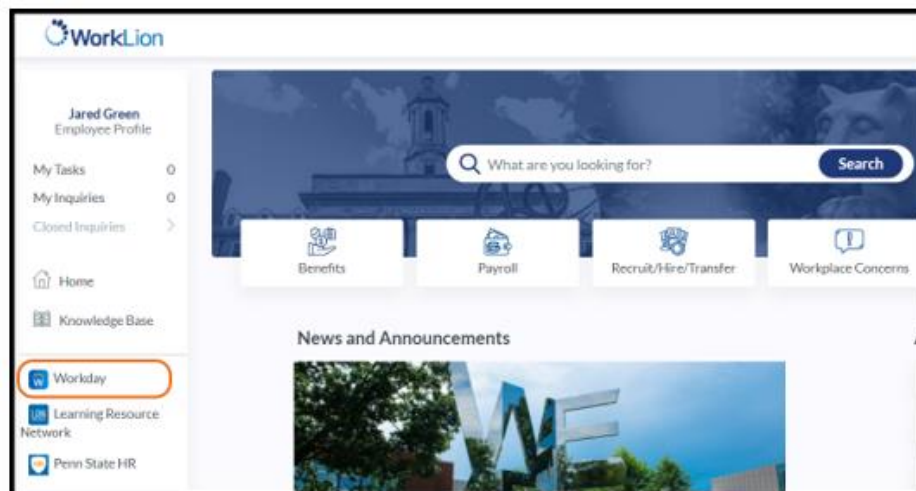 WorkLion
Jared Green
Employee Profile
My Tasks 0
My Inquiries 0
Closed Inquiries
Home
Knowledge Base
Workday
Learning Resource
Network
Penn State HR
What are you looking for? Search
Benefits Payroll Recruit/Hire/Transfer Workplace Concerns
News and Announcements
WE